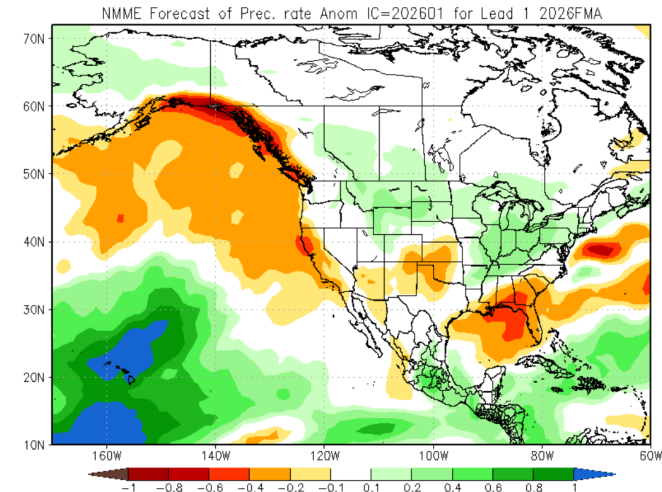 NMME Forecast of Prec. rate Anom IC=202601 for Lead 1 2026FMA
70N
60N
50N
40N
30N
20N
10N
160W 140W 120W 100W 80W 60W
−1 −0.8 −0.6 −0.4 −0.2 −0.1 0.1 0.2 0.4 0.6 0.8 1